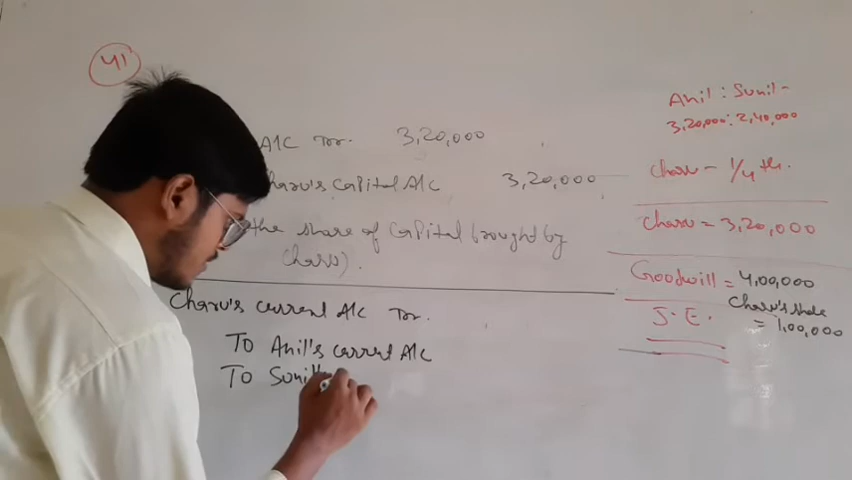 41
A/C Dr. 3,20,000
Charu's Capital A/c 3,20,000
the share of Capital brought by
Charu).
Charu's current A/c Dr.
To Anil's current A/c
To Sunil's
Anil : Sunil -
3,20,000 : 2,40,000
Charu - 1/4 th.
Charu = 3,20,000
Goodwill = 4,00,000
Charu's share
= 1,00,000
J.E.